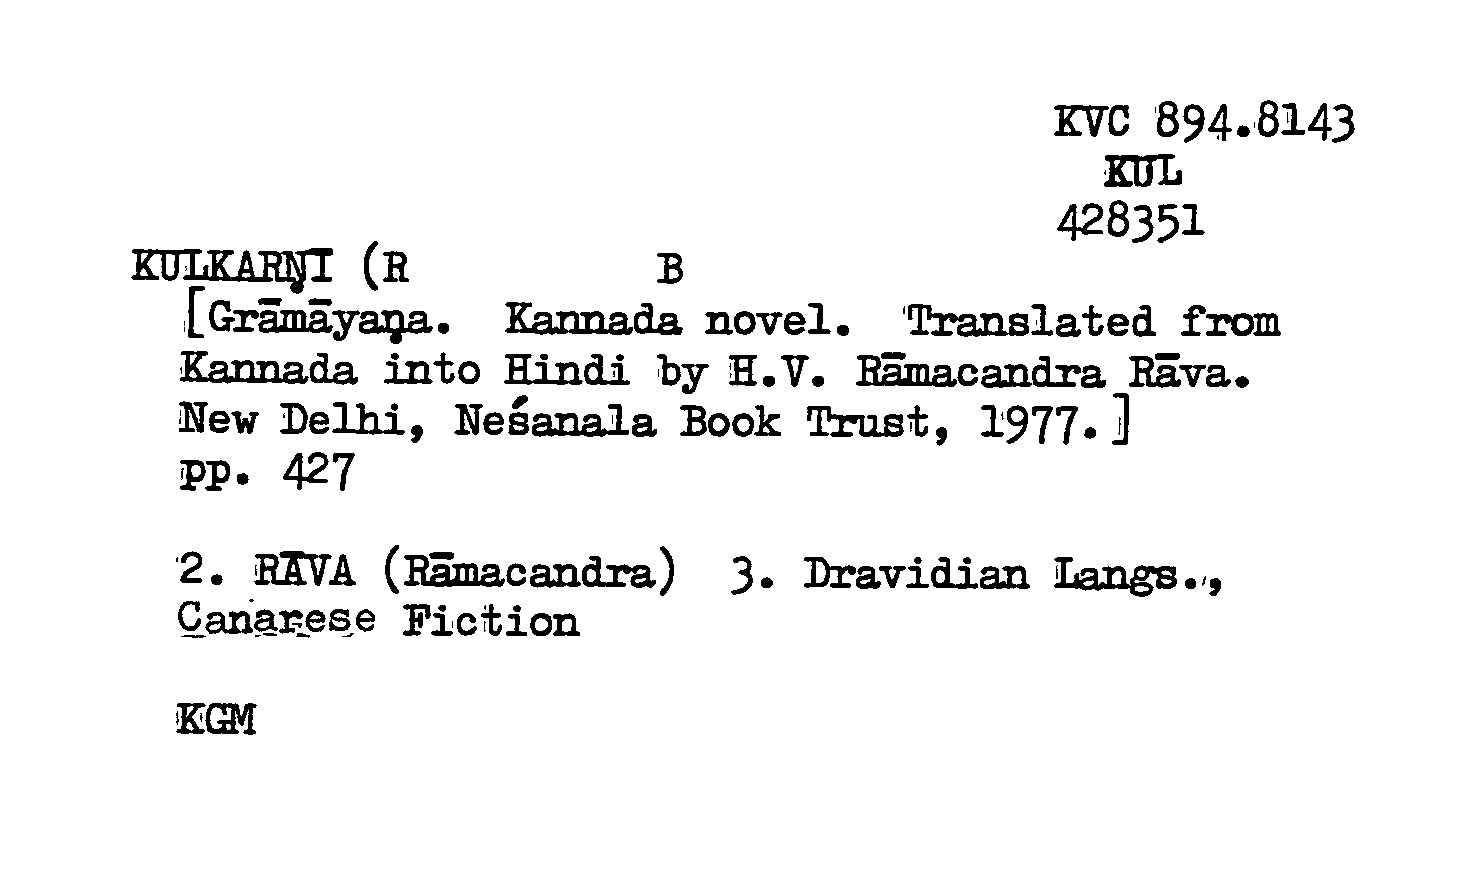 KVC 894.8143
KUL
428351
KULKARṆĪ (R B
[Grāmāyaṇa. Kannada novel. Translated from
Kannada into Hindi by H.V. Rāmacandra Rāva.
New Delhi, Neśanala Book Trust, 1977.]
pp. 427
2. RĀVA (Rāmacandra) 3. Dravidian Langs.,
Canarese Fiction
KGM